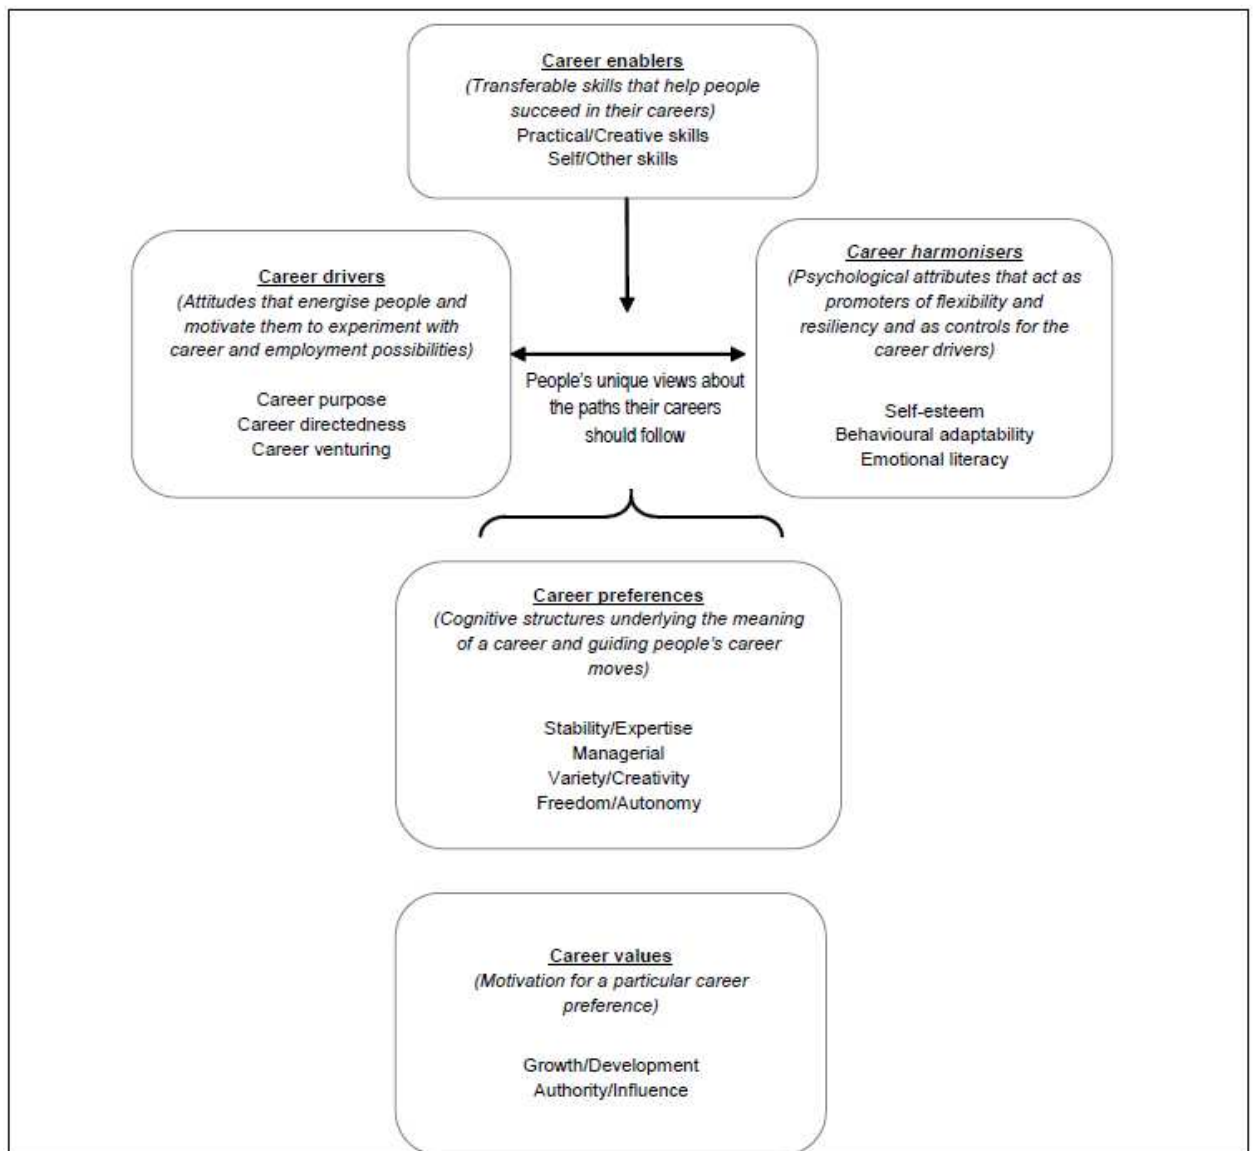 Career enablers
(Transferable skills that help people
succeed in their careers)
Practical/Creative skills
Self/Other skills
Career drivers
(Attitudes that energise people and
motivate them to experiment with
career and employment possibilities)
Career purpose
Career directedness
Career venturing
Career harmonisers
(Psychological attributes that act as
promoters of flexibility and
resiliency and as controls for the
career drivers)
Self-esteem
Behavioural adaptability
Emotional literacy
People's unique views about
the paths their careers
should follow
Career preferences
(Cognitive structures underlying the meaning
of a career and guiding people's career
moves)
Stability/Expertise
Managerial
Variety/Creativity
Freedom/Autonomy
Career values
(Motivation for a particular career
preference)
Growth/Development
Authority/Influence